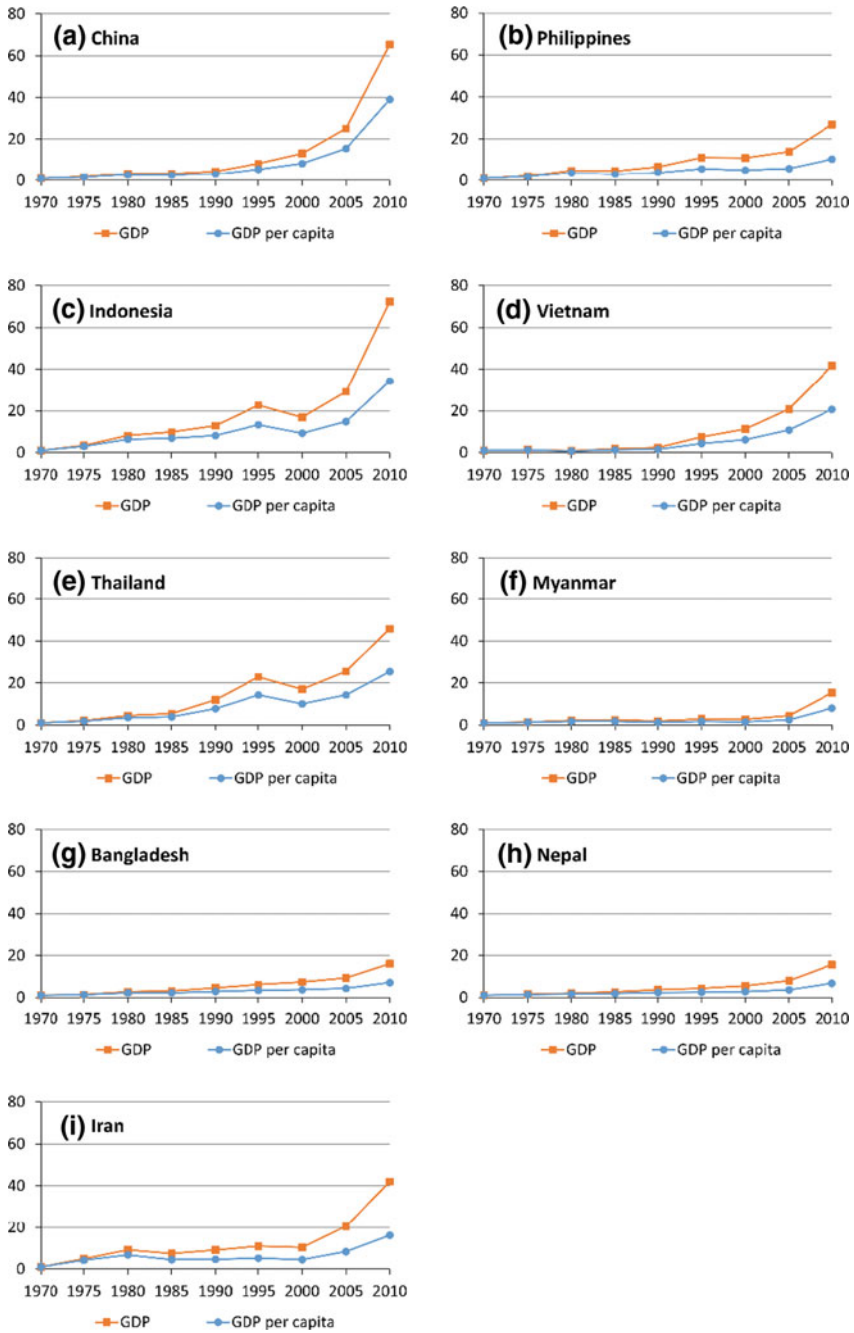 (a) China
80
60
40
20
0
1970 1975 1980 1985 1990 1995 2000 2005 2010
GDP GDP per capita
(b) Philippines
80
60
40
20
0
1970 1975 1980 1985 1990 1995 2000 2005 2010
GDP GDP per capita
(c) Indonesia
80
60
40
20
0
1970 1975 1980 1985 1990 1995 2000 2005 2010
GDP GDP per capita
(d) Vietnam
80
60
40
20
0
1970 1975 1980 1985 1990 1995 2000 2005 2010
GDP GDP per capita
(e) Thailand
80
60
40
20
0
1970 1975 1980 1985 1990 1995 2000 2005 2010
GDP GDP per capita
(f) Myanmar
80
60
40
20
0
1970 1975 1980 1985 1990 1995 2000 2005 2010
GDP GDP per capita
(g) Bangladesh
80
60
40
20
0
1970 1975 1980 1985 1990 1995 2000 2005 2010
GDP GDP per capita
(h) Nepal
80
60
40
20
0
1970 1975 1980 1985 1990 1995 2000 2005 2010
GDP GDP per capita
(i) Iran
80
60
40
20
0
1970 1975 1980 1985 1990 1995 2000 2005 2010
GDP GDP per capita